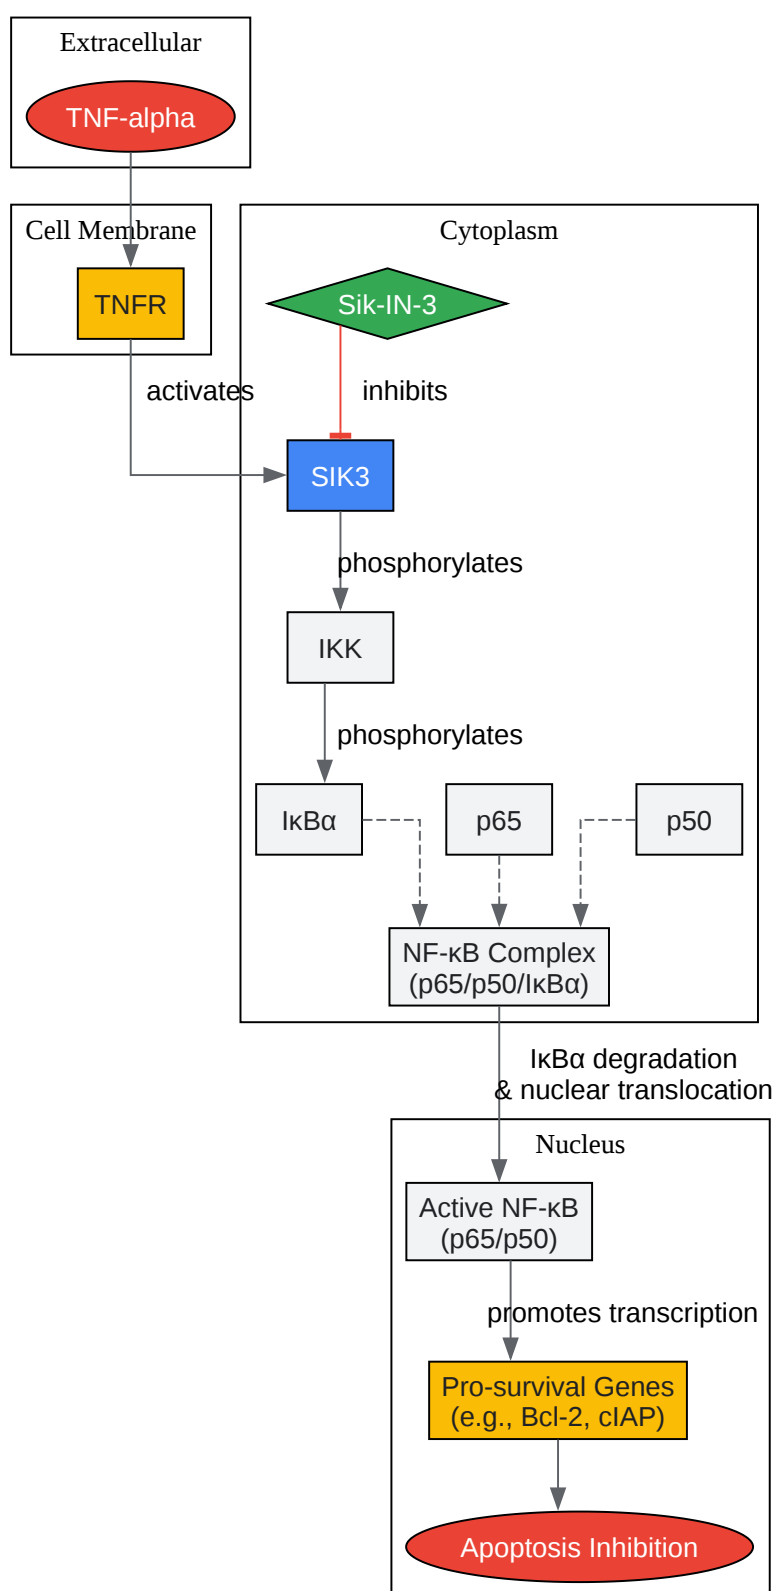 Extracellular
TNF-alpha
Cell Membrane
Cytoplasm
TNFR
Sik-IN-3
activates
inhibits
SIK3
phosphorylates
IKK
phosphorylates
IκBα
p65
p50
NF-κB Complex
(p65/p50/IκBα)
IκBα degradation
& nuclear translocation
Nucleus
Active NF-κB
(p65/p50)
promotes transcription
Pro-survival Genes
(e.g., Bcl-2, cIAP)
Apoptosis Inhibition